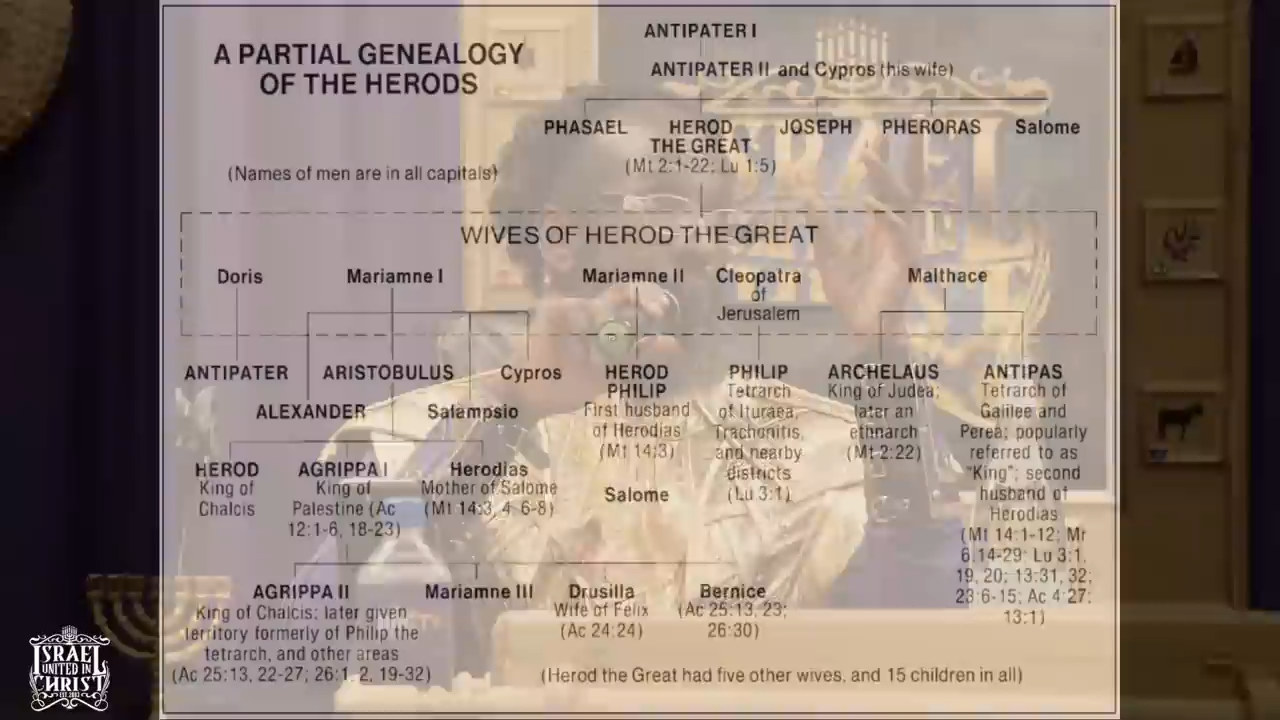 A PARTIAL GENEALOGY
OF THE HERODS
(Names of men are in all capitals)
ANTIPATER I
ANTIPATER II and Cypros (his wife)
PHASAEL
HEROD
THE GREAT
(Mt 2:1-22; Lu 1:5)
JOSEPH
PHERORAS
Salome
WIVES OF HEROD THE GREAT
Doris
Mariamne I
Mariamne II
Cleopatra
of
Jerusalem
Malthace
ANTIPATER
ARISTOBULUS
Cypros
ALEXANDER
Salampsio
HEROD
PHILIP
First husband
of Herodias
(Mt 14:3)
Salome
PHILIP
Tetrarch
of Ituraea,
Trachonitis,
and nearby
districts
(Lu 3:1)
ARCHELAUS
King of Judea;
later an
ethnarch
(Mt 2:22)
ANTIPAS
Tetrarch of
Galilee and
Perea; popularly
referred to as
"King"; second
husband of
Herodias
(Mt 14:1-12; Mr
6:14-29; Lu 3:1,
19, 20; 13:31, 32;
23:6-15; Ac 4:27;
13:1)
HEROD
King of
Chalcis
AGRIPPA I
King of
Palestine (Ac
12:1-6, 18-23)
Herodias
Mother of Salome
(Mt 14:3, 4, 6-8)
AGRIPPA II
King of Chalcis; later given
territory formerly of Philip the
tetrarch, and other areas
(Ac 25:13, 22-27; 26:1, 2, 19-32)
Mariamne III
Drusilla
Wife of Felix
(Ac 24:24)
Bernice
(Ac 25:13, 23;
26:30)
(Herod the Great had five other wives, and 15 children in all)
ISRAEL
UNITED IN
CHRIST
EST. 2003